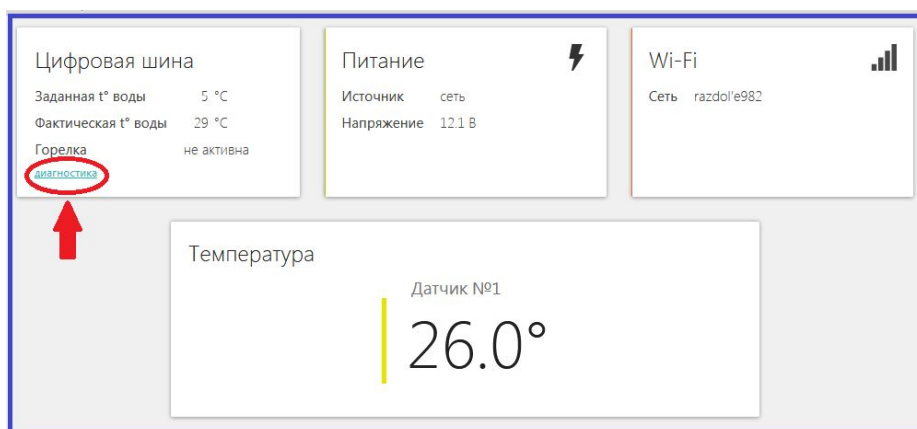 Цифровая шина
Заданная t° воды 5 °C
Фактическая t° воды 29 °C
Горелка не активна
диагностика
Питание
Источник сеть
Напряжение 12.1 В
Wi-Fi
Сеть razdol'e982
Температура
Датчик №1
26.0°